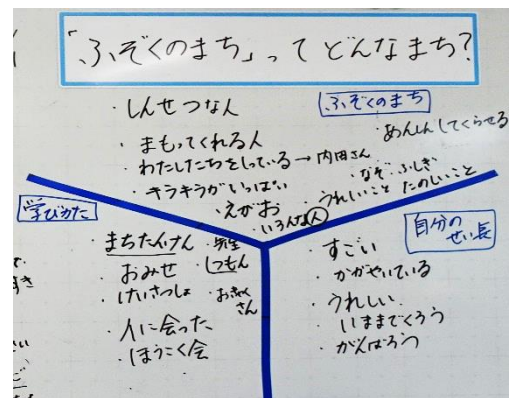 「ふぞくのまち」って どんなまち?
・しんせつな人
ふぞくのまち
あんしんしてくらせる
・まもってくれる人
・わたしたちをしっている→内田さん
・なぞ・ふしぎ
・キラキラがいっぱい
・うれしいこと たのしいこと
・えがお
・いろんな人
学びかた
・まちたんけん
・おみせ
・けいさつしょ
・人に会った
・ほうこく会
しつもん
・お客
さん
自分の
せい長
・すごい
・かがやいている
・うれしい
・いままでくろう
・がんばろう